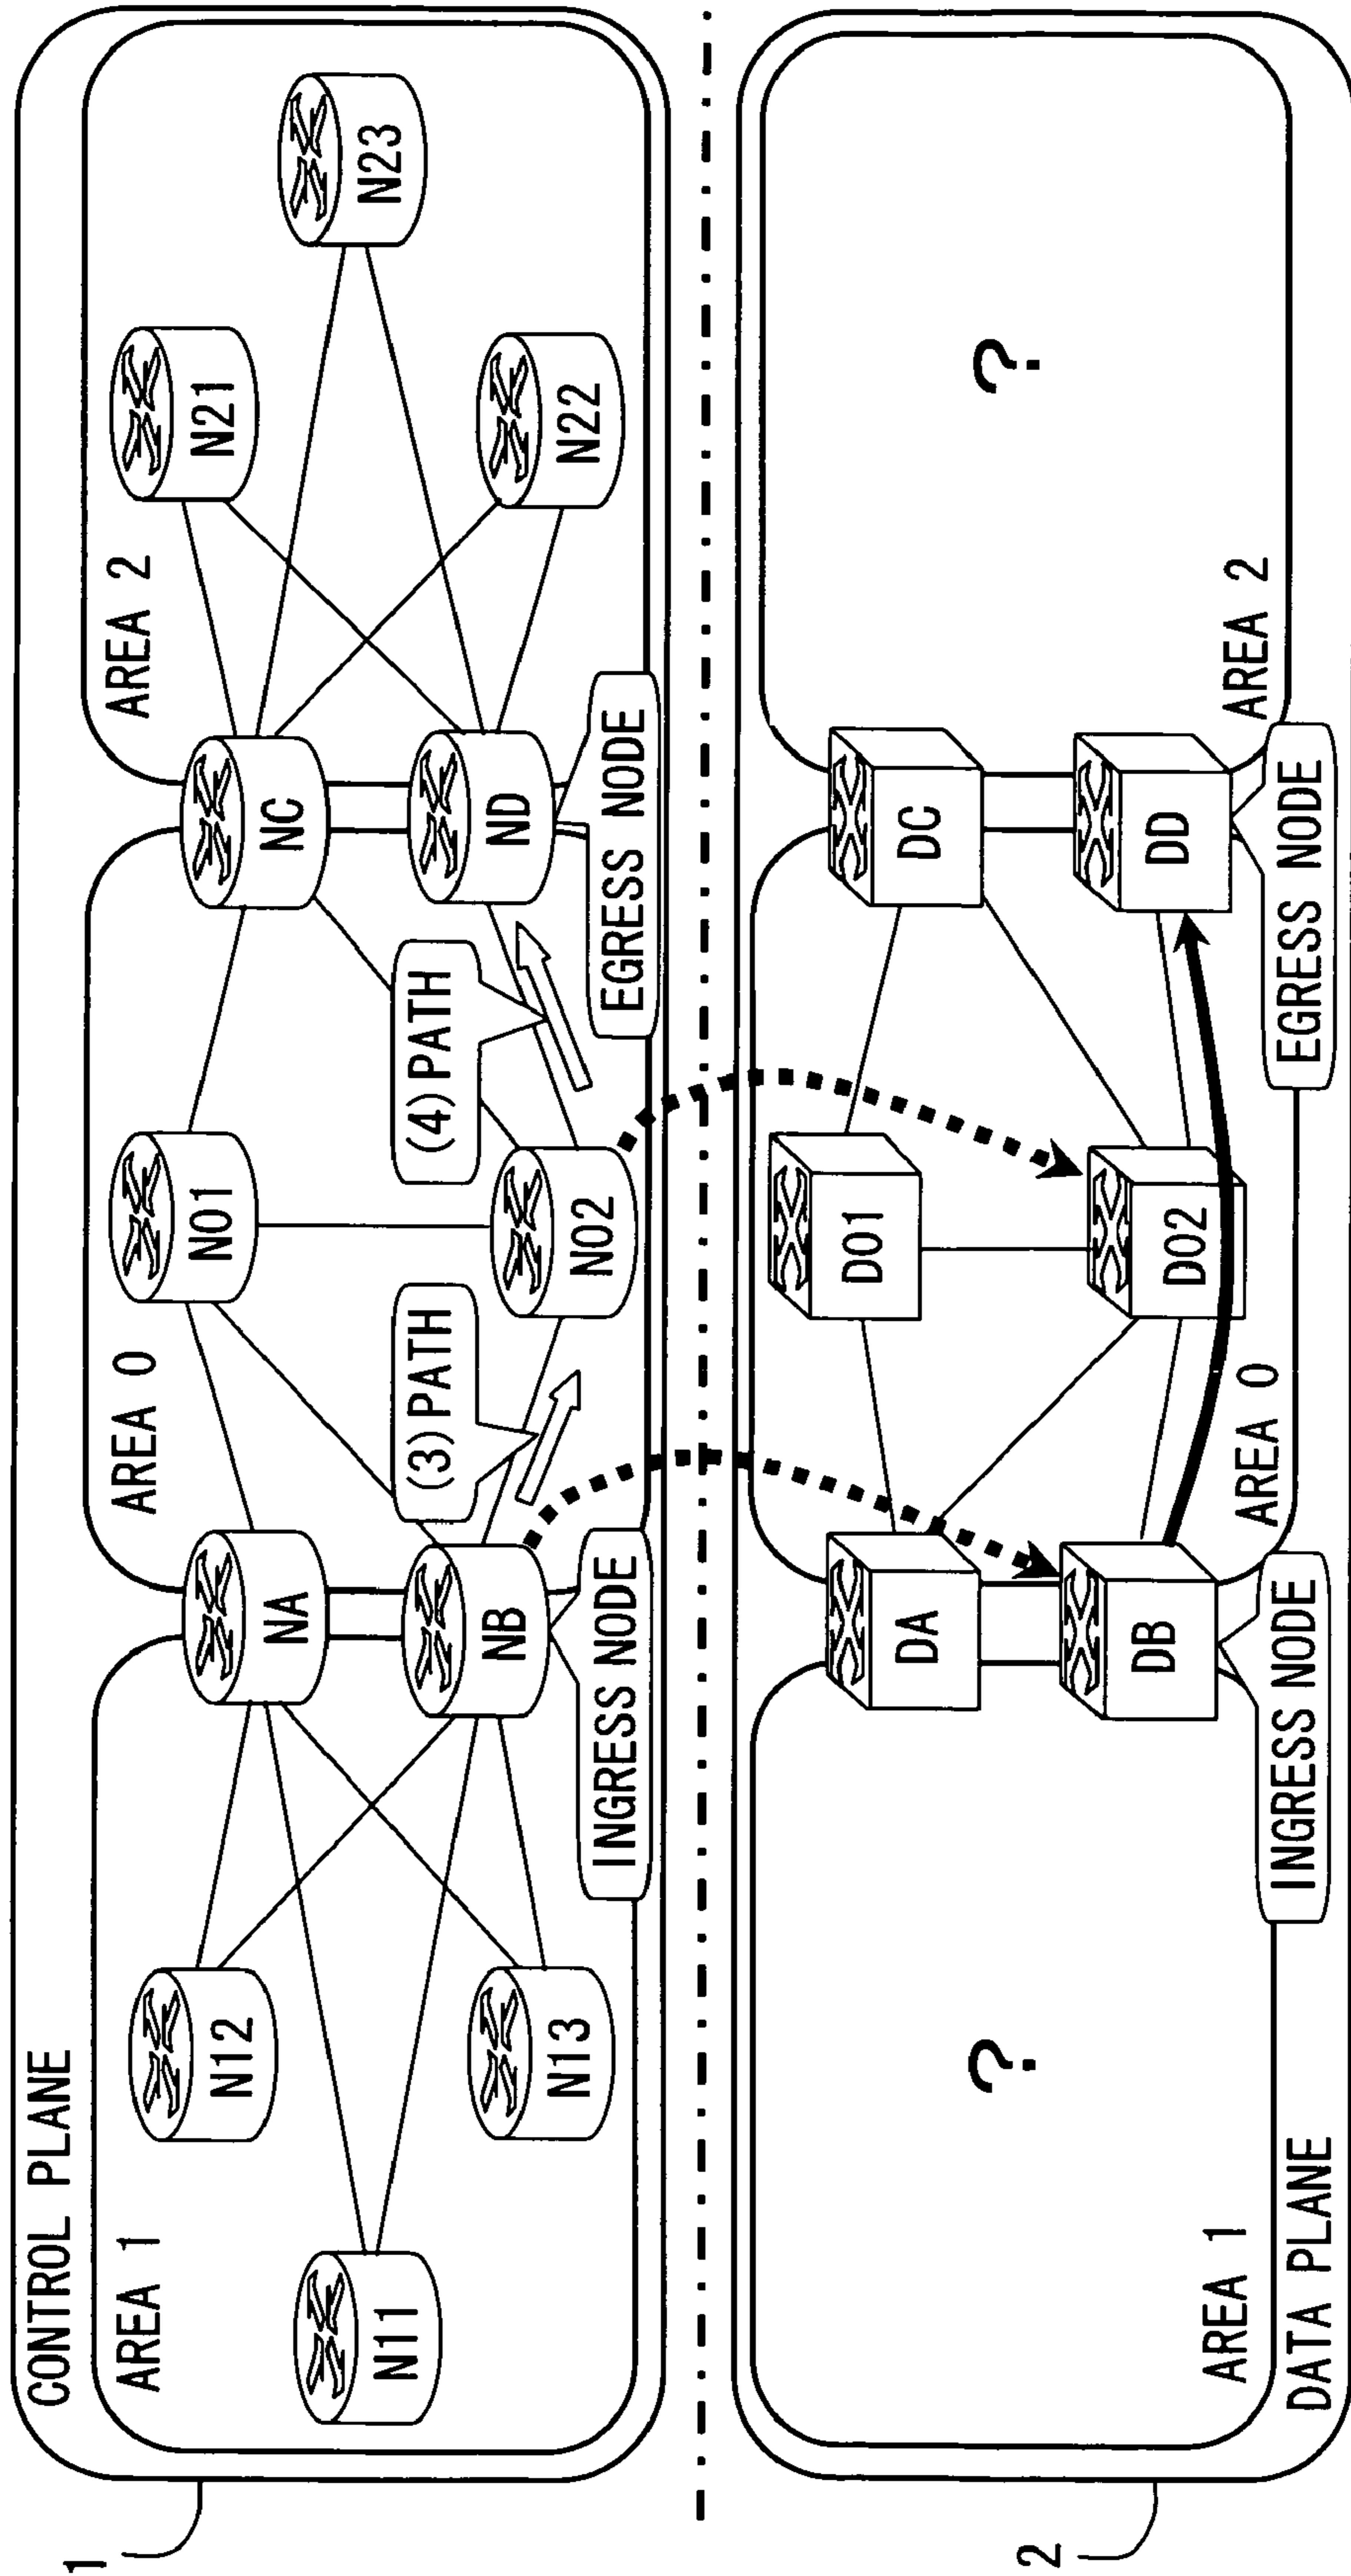 1
CONTROL PLANE
AREA 1
N11
N12
N13
NA
NB
INGRESS NODE
AREA 0
N01
N02
(3)PATH
(4)PATH
NC
ND
EGRESS NODE
AREA 2
N21
N22
N23
2
DATA PLANE
AREA 1
?
DA
DB
INGRESS NODE
AREA 0
D01
D02
DC
DD
EGRESS NODE
AREA 2
?